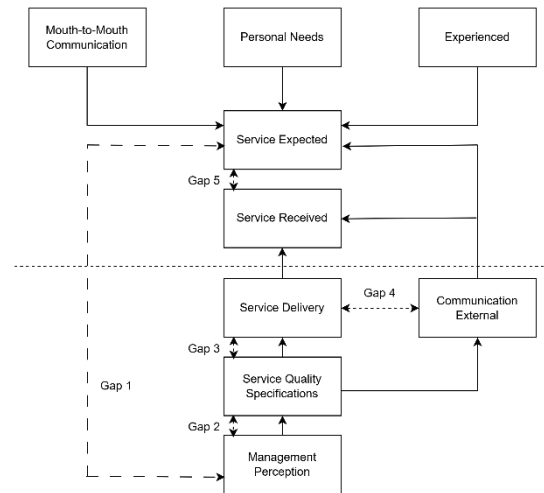 Mouth-to-Mouth
Communication
Personal Needs
Experienced
Service Expected
Gap 5
Service Received
Service Delivery
Gap 4
Communication
External
Gap 3
Gap 1
Service Quality
Specifications
Gap 2
Management
Perception